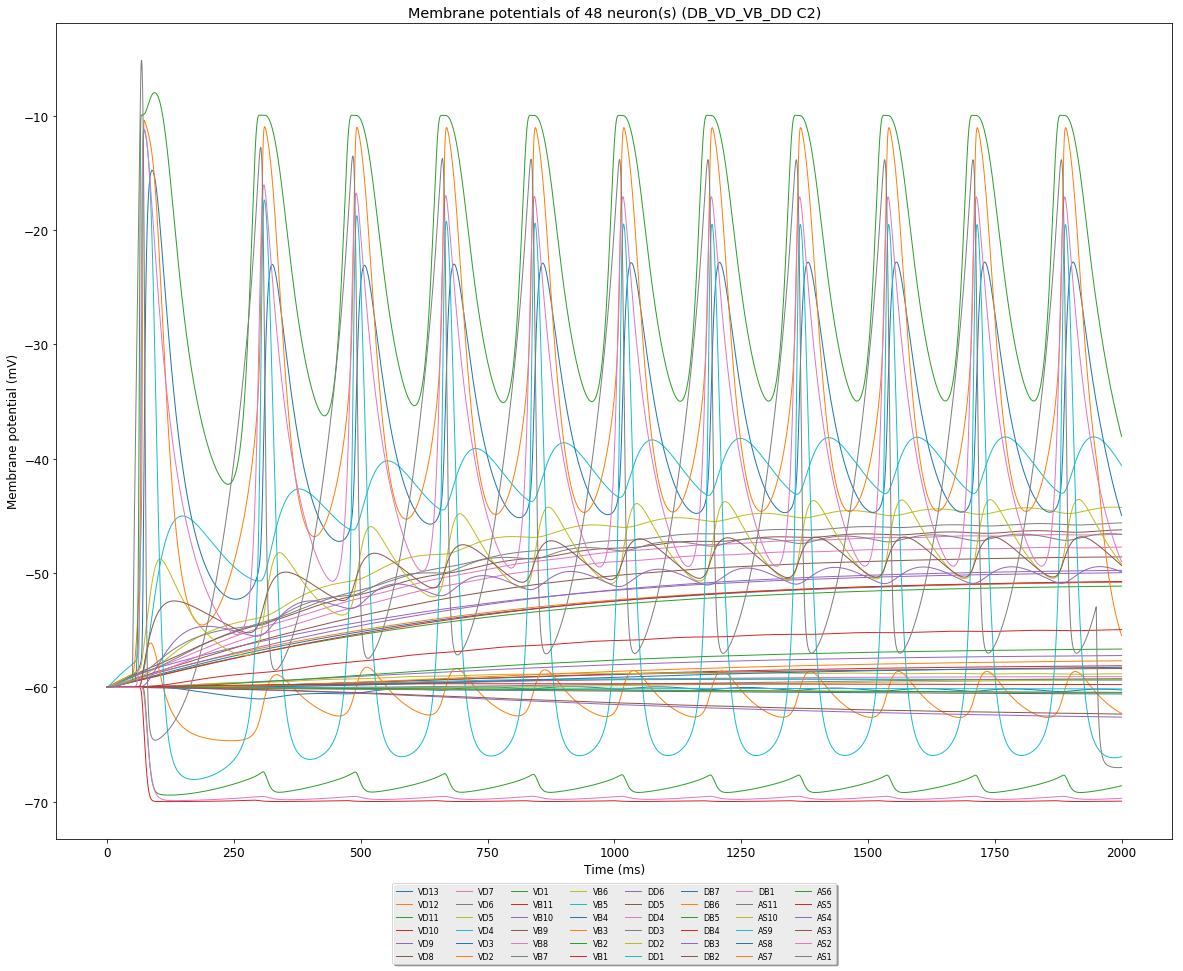 Membrane potentials of 48 neuron(s) (DB_VD_VB_DD C2)
Membrane potential (mV)
−10
−20
−30
−40
−50
−60
−70
0 250 500 750 1000 1250 1500 1750 2000
Time (ms)
VD13 VD7 VD1 VB6 DD6 DB7 DB1 AS6
VD12 VD6 VB11 VB5 DD5 DB6 AS11 AS5
VD11 VD5 VB10 VB4 DD4 DB5 AS10 AS4
VD10 VD4 VB9 VB3 DD3 DB4 AS9 AS3
VD9 VD3 VB8 VB2 DD2 DB3 AS8 AS2
VD8 VD2 VB7 VB1 DD1 DB2 AS7 AS1